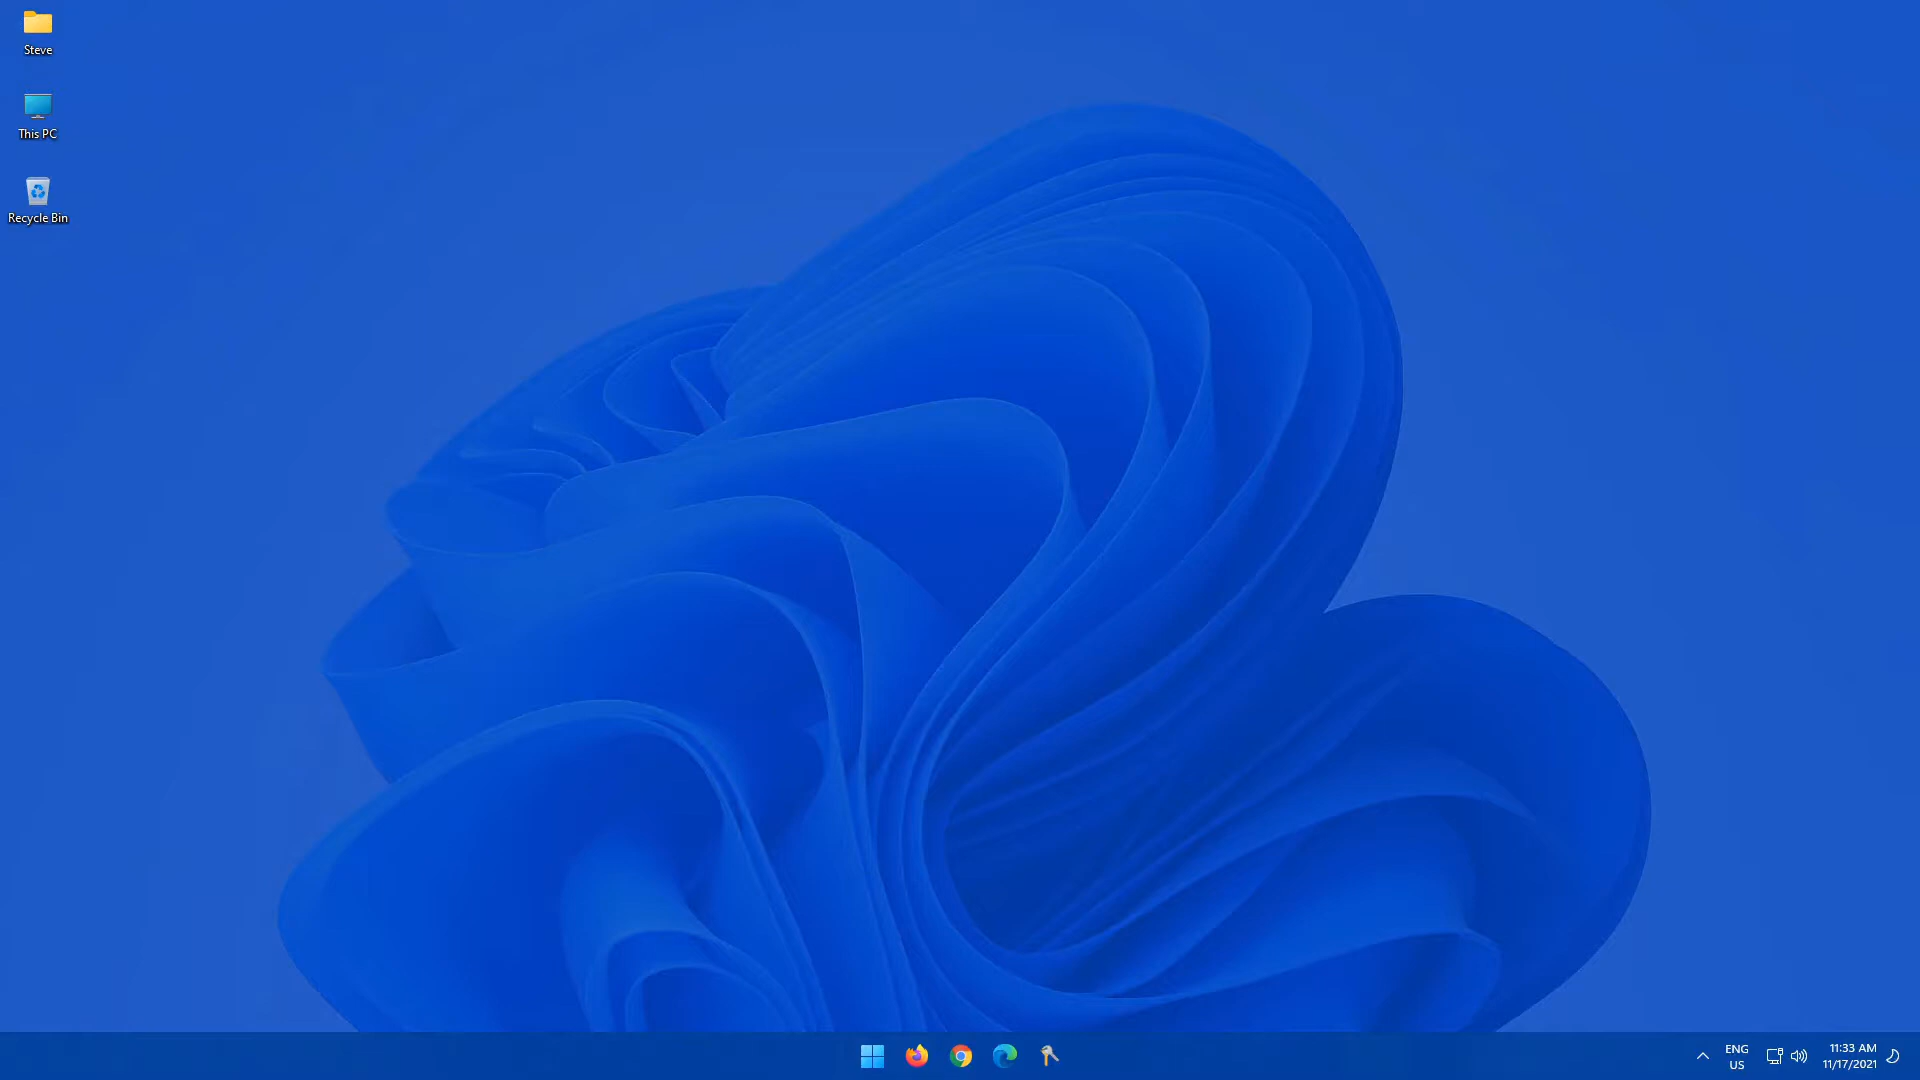 Steve
This PC
Recycle Bin
ENG
US
11:33 AM
11/17/2021